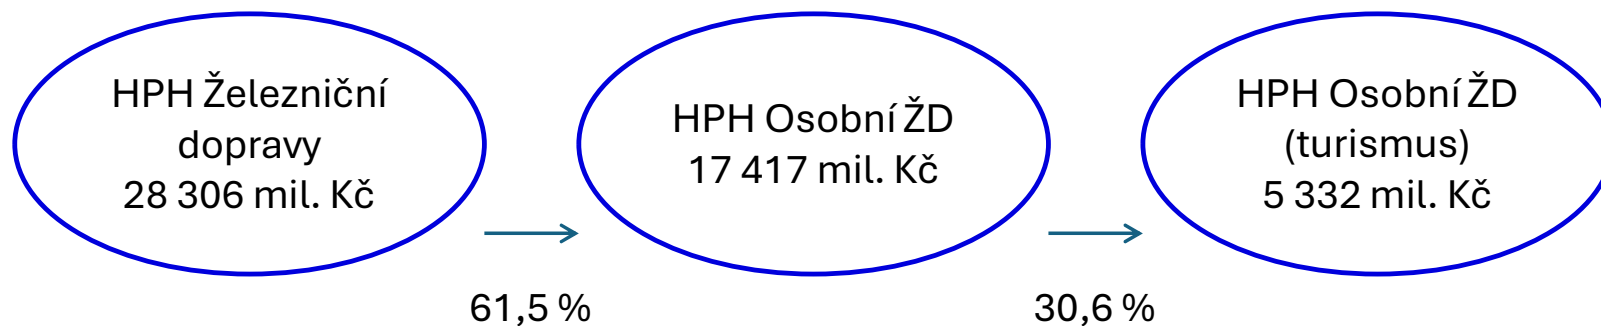 HPH Železniční
dopravy
28 306 mil. Kč
61,5 %
HPH Osobní ŽD
17 417 mil. Kč
30,6 %
HPH Osobní ŽD
(turismus)
5 332 mil. Kč